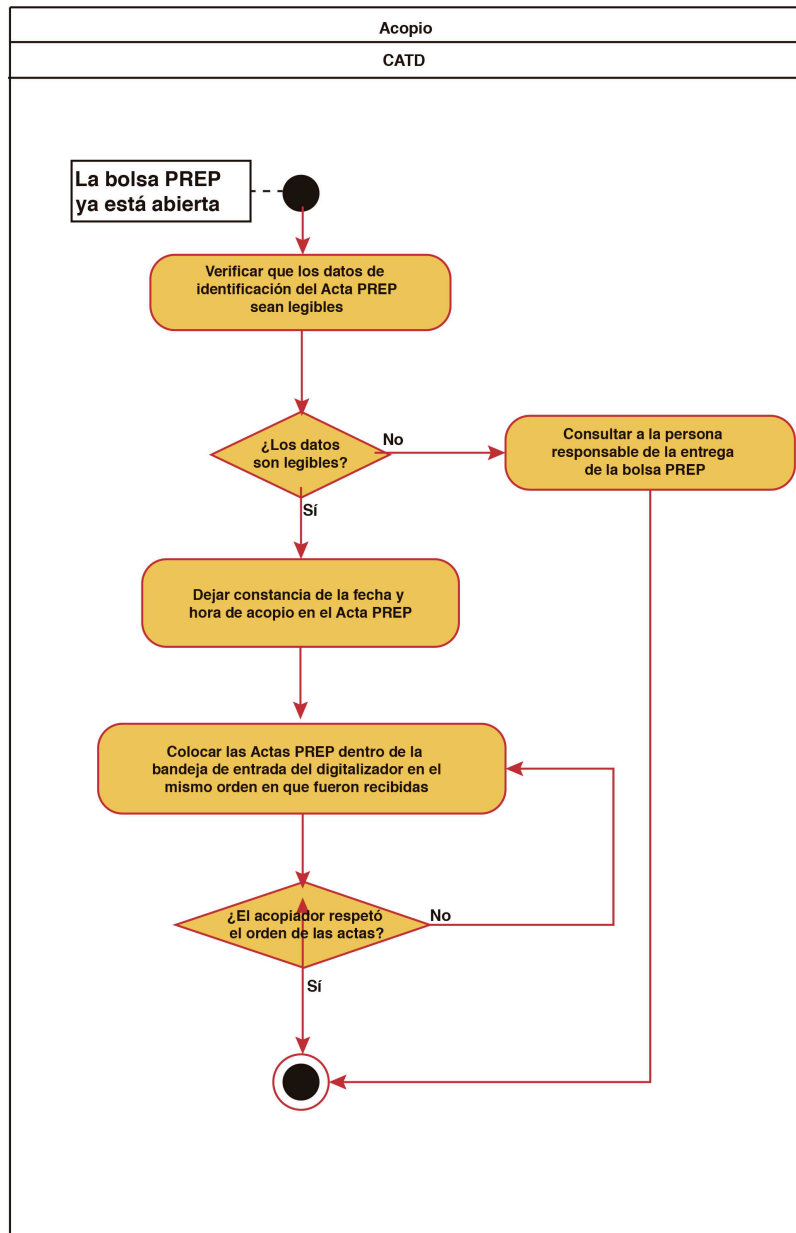 Acopio
CATD
La bolsa PREP
ya está abierta
Verificar que los datos de
identificación del Acta PREP
sean legibles
¿Los datos
son legibles?
No
Consultar a la persona
responsable de la entrega
de la bolsa PREP
Sí
Dejar constancia de la fecha y
hora de acopio en el Acta PREP
Colocar las Actas PREP dentro de la
bandeja de entrada del digitalizador en el
mismo orden en que fueron recibidas
¿El acopiador respetó
el orden de las actas?
No
Sí